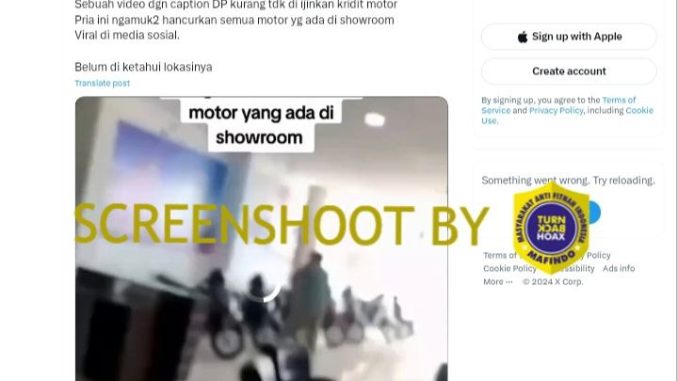 Sebuah video dgn caption DP kurang tdk di ijinkan kridit motor
Pria ini ngamuk2 hancurkan semua motor yg ada di showroom
Viral di media sosial.
Belum di ketahui lokasinya
Translate post
motor yang ada di
showroom
SCREENSHOOT BY
MASYARAKAT ANTI FITNAH INDONESIA
TURN
BACK
HOAX
MAFINDO
Sign up with Apple
Create account
By signing up, you agree to the Terms of
Service and Privacy Policy, including Cookie
Use.
Something went wrong. Try reloading.
Terms of Policy
Cookie Policy Ads info
More ··· © 2024 X Corp.